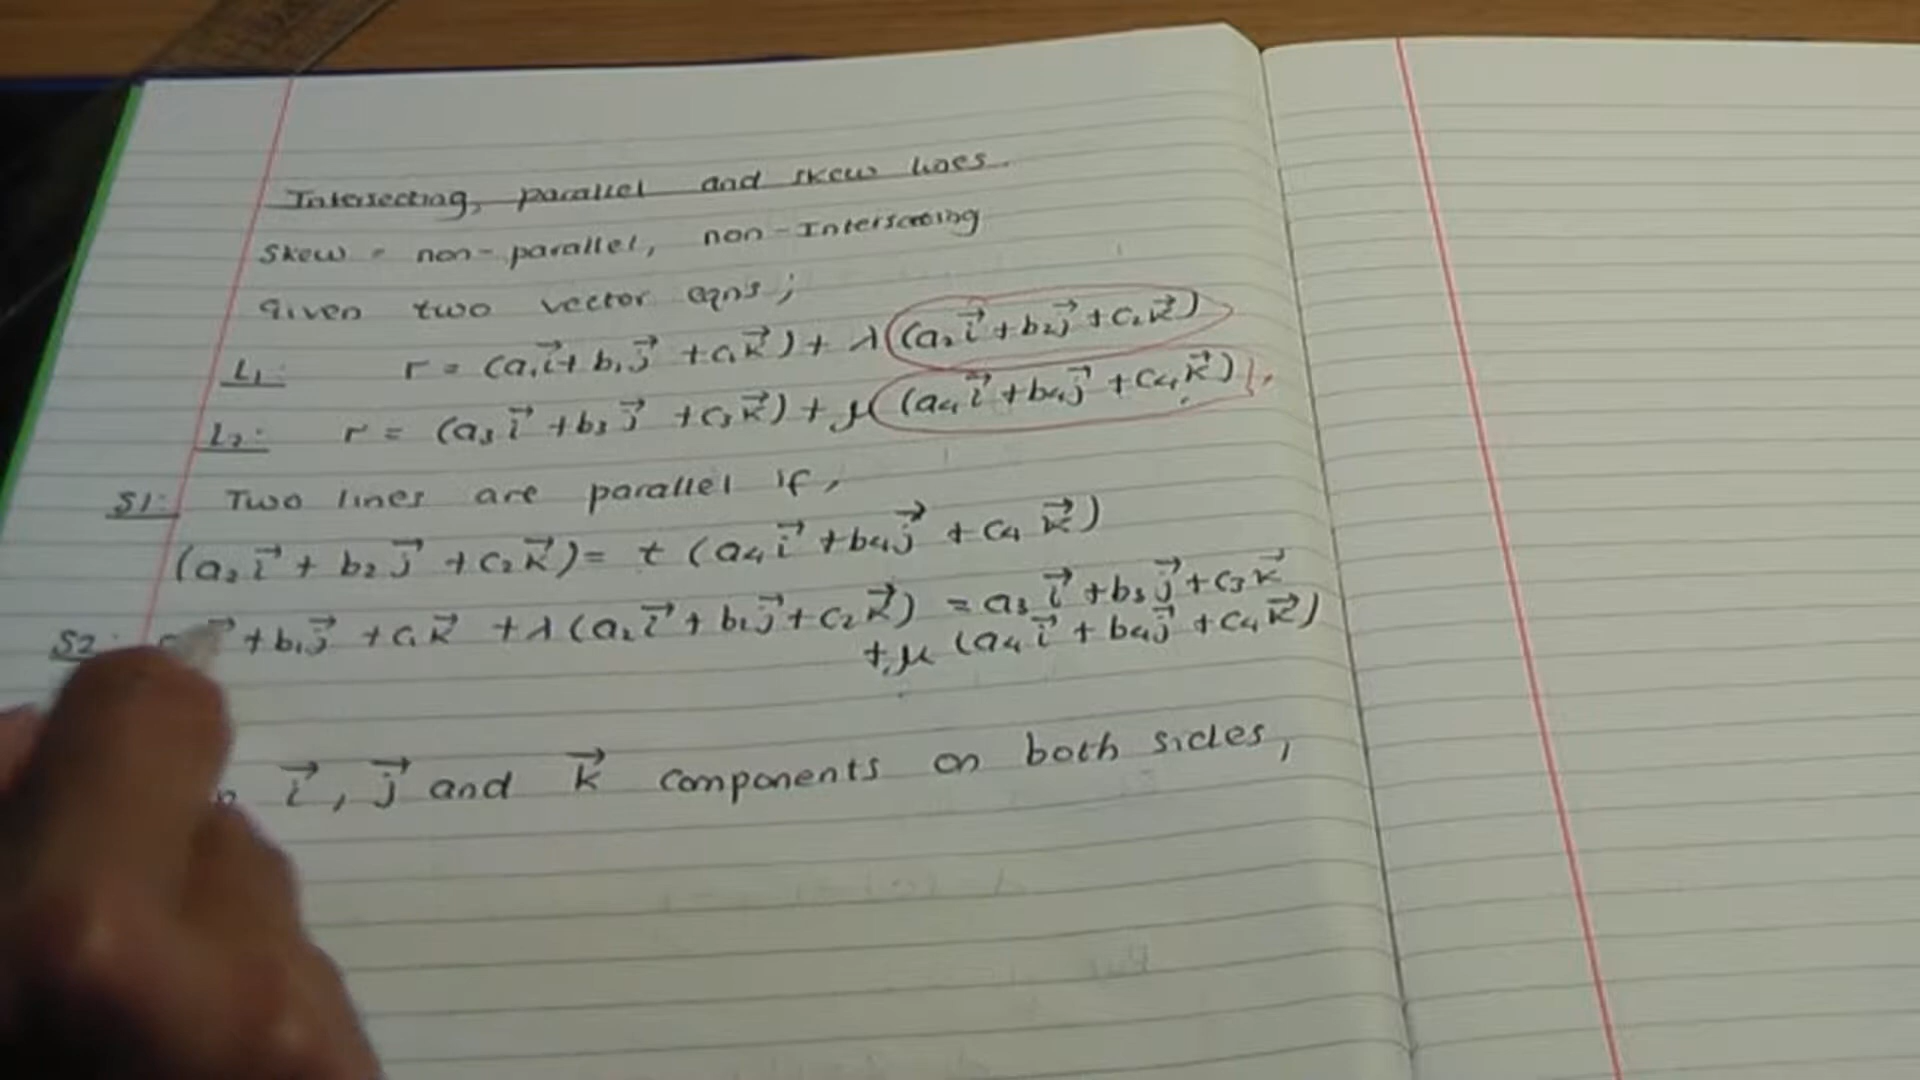 Intersecting, parallel and skew lines.
Skew = non-parallel, non-Intersecting
Given two vector eqns;
L₁: r = (a₁i⃗ + b₁j⃗ + c₁k⃗) + λ(a₂i⃗ + b₂j⃗ + c₂k⃗)
L₂: r = (a₃i⃗ + b₃j⃗ + c₃k⃗) + μ(a₄i⃗ + b₄j⃗ + c₄k⃗)
S1: Two lines are parallel if,
(a₂i⃗ + b₂j⃗ + c₂k⃗) = t (a₄i⃗ + b₄j⃗ + c₄k⃗)
S2: + b₁j⃗ + c₁k⃗ + λ(a₂i⃗ + b₂j⃗ + c₂k⃗) = a₃i⃗ + b₃j⃗ + c₃k⃗
+ μ(a₄i⃗ + b₄j⃗ + c₄k⃗)
i⃗, j⃗ and k⃗ components on both sides,